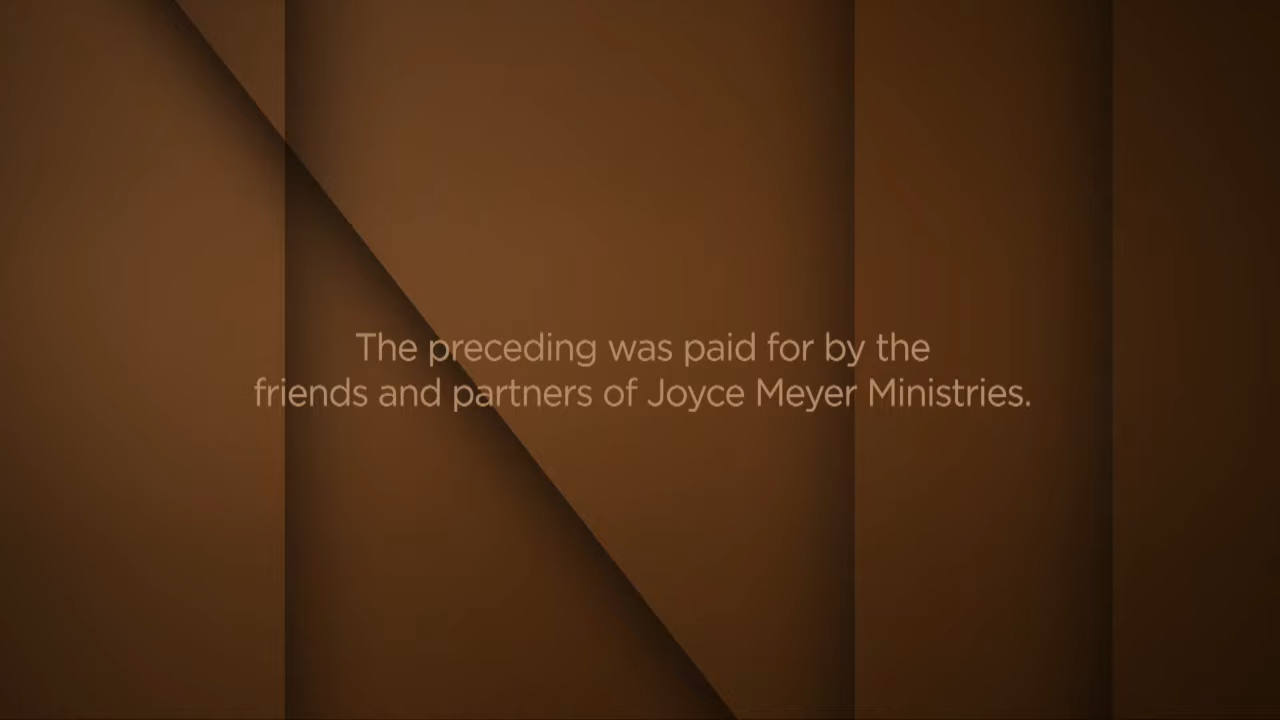 The preceding was paid for by the
friends and partners of Joyce Meyer Ministries.